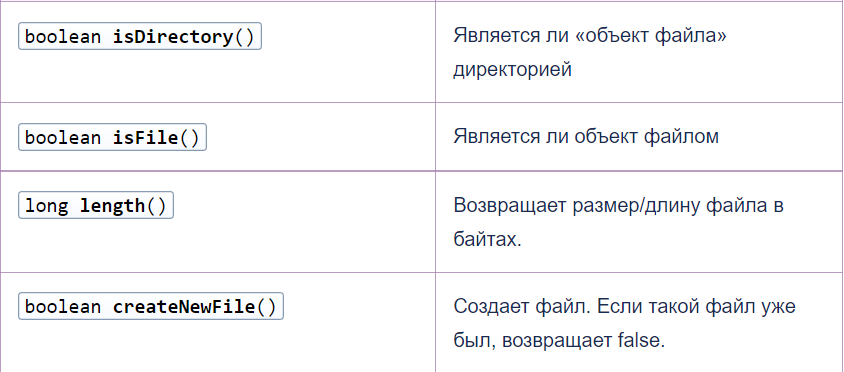 boolean isDirectory()
Является ли «объект файла»
директорией
boolean isFile()
Является ли объект файлом
long length()
Возвращает размер/длину файла в
байтах.
boolean createNewFile()
Создает файл. Если такой файл уже
был, возвращает false.